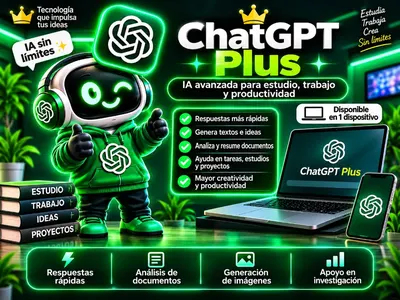 Tecnología
que impulsa
tus ideas
IA sin
límites
ChatGPT
Plus
IA avanzada para estudio, trabajo
y productividad
Estudia
Trabaja
Crea
Sin límites
Respuestas más rápidas
Genera textos e ideas
Analiza y resume documentos
Ayuda en tareas, estudios
y proyectos
Mayor creatividad
y productividad
Disponible
en 1 dispositivo
ChatGPT Plus
ESTUDIO
TRABAJO
IDEAS
PROYECTOS
Respuestas
rápidas
Análisis de
documentos
Generación
de imágenes
Apoyo en
investigación